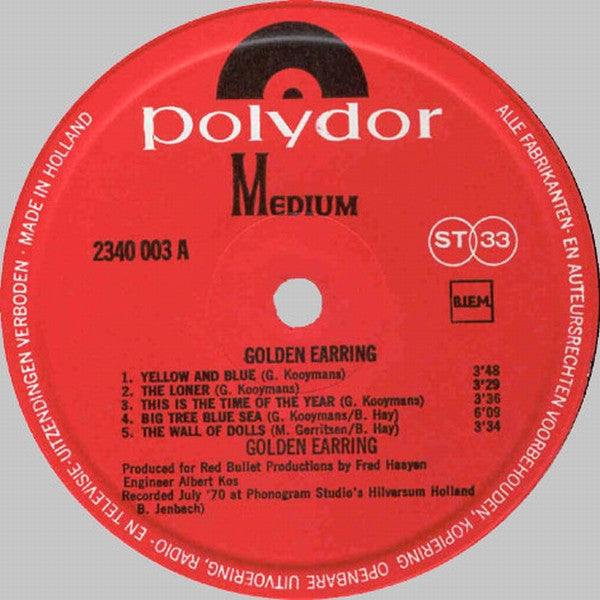 polydor
MEDIUM
2340 003 A
ST 33
B.I.E.M.
GOLDEN EARRING
1. YELLOW AND BLUE (G. Kooymans) 3'48
2. THE LONER (G. Kooymans) 3'29
3. THIS IS THE TIME OF THE YEAR (G. Kooymans) 3'36
4. BIG TREE BLUE SEA (G. Kooymans/B. Hay) 6'09
5. THE WALL OF DOLLS (M. Gerritsen/B. Hay) 3'34
GOLDEN EARRING
Produced for Red Bullet Productions by Fred Haayen
Engineer Albert Kos
Recorded July '70 at Phonogram Studio's Hilversum Holland
B. Jenbach)
ALLE FABRIKANTEN- EN AUTEURSRECHTEN VOORBEHOUDEN, KOPIERING OPENBARE UITVOERING, RADIO- EN TELEVISIE-UITZENDINGEN VERBODEN · MADE IN HOLLAND